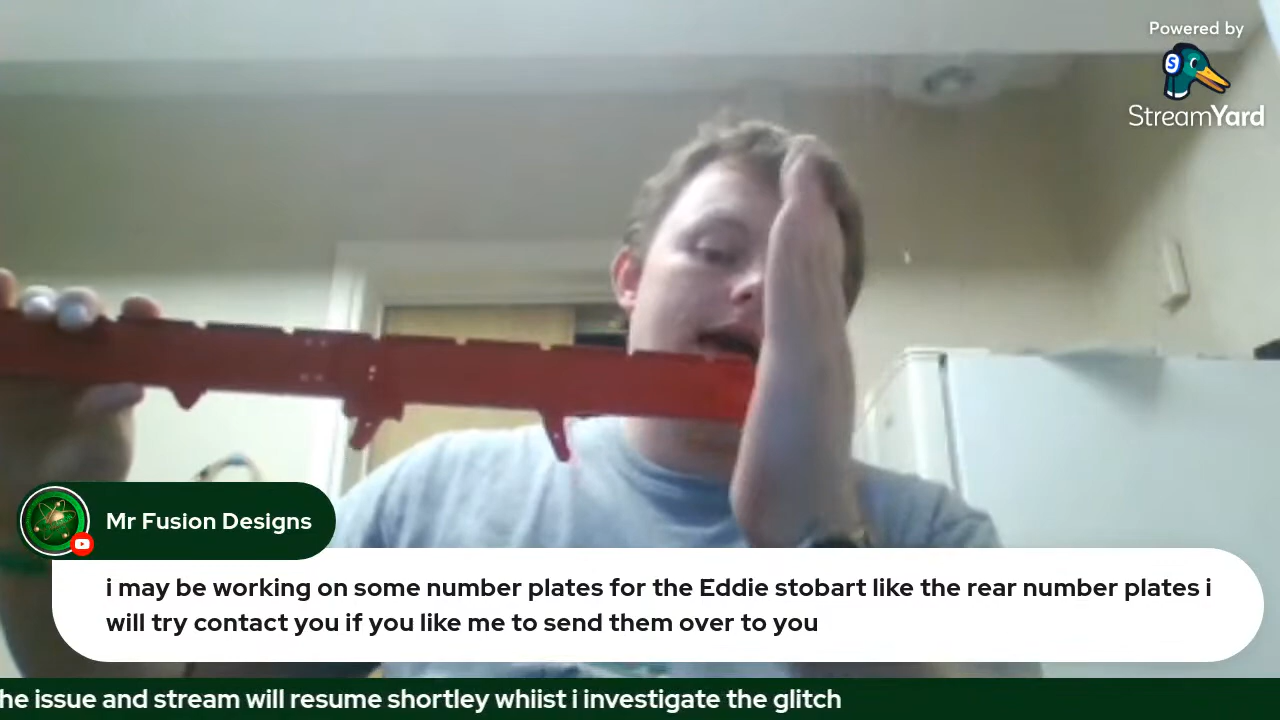 Powered by
StreamYard
Mr Fusion Designs
i may be working on some number plates for the Eddie stobart like the rear number plates i
will try contact you if you like me to send them over to you
he issue and stream will resume shortley whiist i investigate the glitch